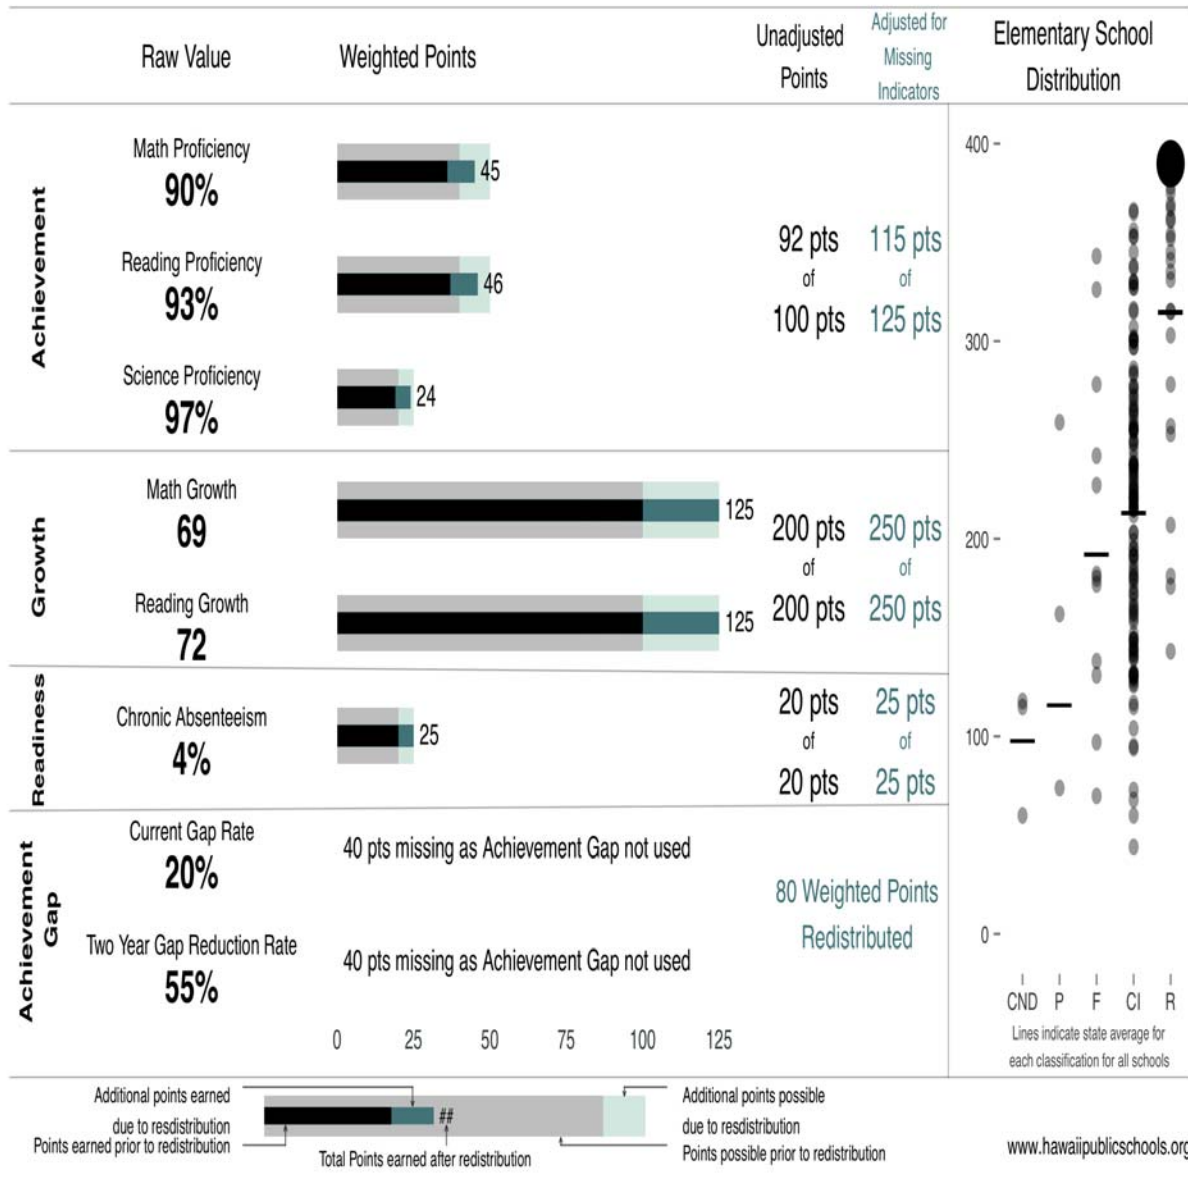 Raw Value
Weighted Points
Unadjusted
Points
Adjusted for
Missing
Indicators
Elementary School
Distribution
Achievement
Math Proficiency
90%
45
Reading Proficiency
93%
46
Science Proficiency
97%
24
92 pts
of
100 pts
115 pts
of
125 pts
Growth
Math Growth
69
125
Reading Growth
72
125
200 pts
of
200 pts
250 pts
of
250 pts
Readiness
Chronic Absenteeism
4%
25
20 pts
of
20 pts
25 pts
of
25 pts
Achievement
Gap
Current Gap Rate
20%
40 pts missing as Achievement Gap not used
Two Year Gap Reduction Rate
55%
40 pts missing as Achievement Gap not used
80 Weighted Points
Redistributed
0 25 50 75 100 125
400
300
200
100
0
CND P F CI R
Lines indicate state average for
each classification for all schools
Additional points earned
due to resdistribution
Points earned prior to redistribution
##
Total Points earned after redistribution
Additional points possible
due to resdistribution
Points possible prior to redistribution
www.hawaiipublicschools.org